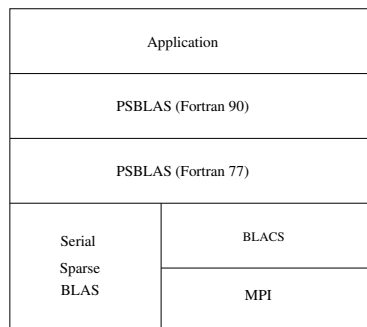 Application
PSBLAS (Fortran 90)
PSBLAS (Fortran 77)
Serial
Sparse
BLAS
BLACS
MPI